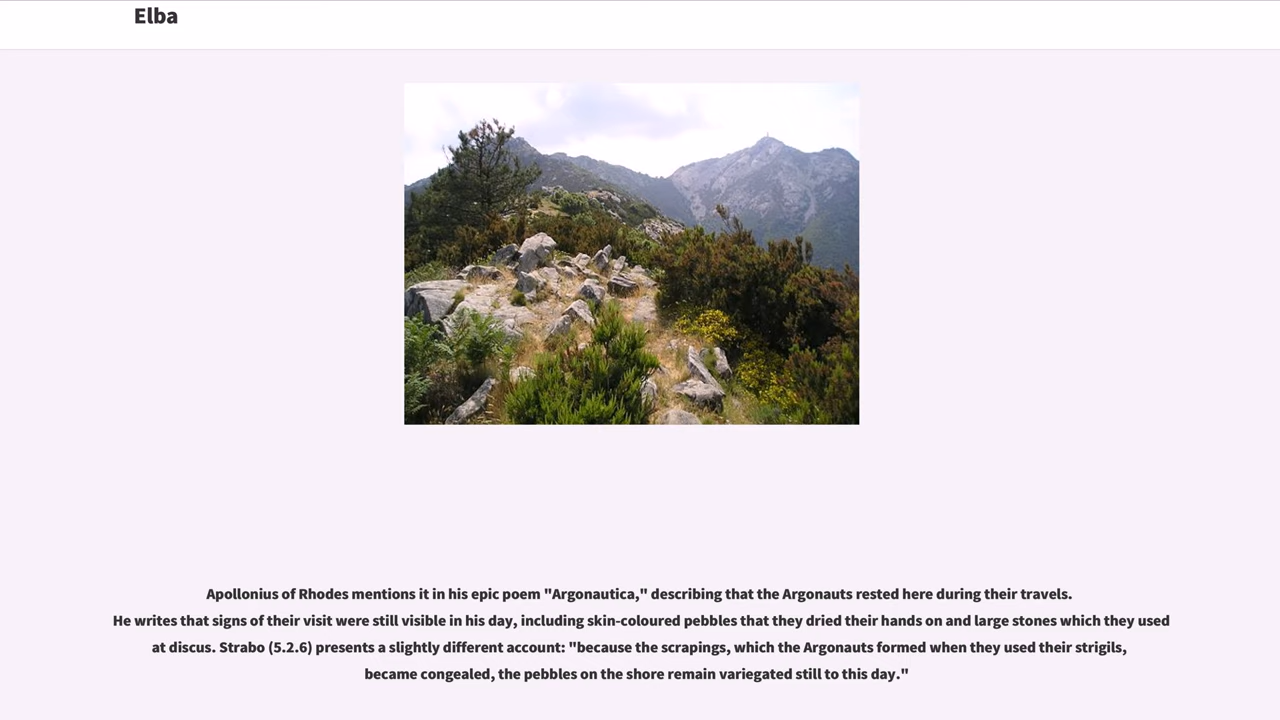 Elba
Apollonius of Rhodes mentions it in his epic poem "Argonautica," describing that the Argonauts rested here during their travels.
He writes that signs of their visit were still visible in his day, including skin-coloured pebbles that they dried their hands on and large stones which they used
at discus. Strabo (5.2.6) presents a slightly different account: "because the scrapings, which the Argonauts formed when they used their strigils,
became congealed, the pebbles on the shore remain variegated still to this day."